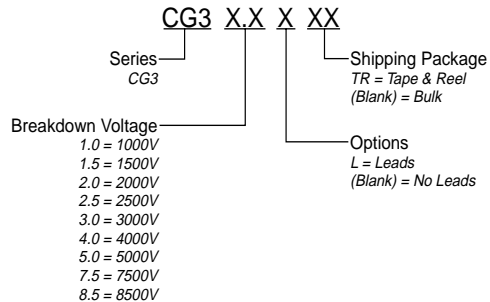 CG3 X.X X XX
Series
CG3
Breakdown Voltage
1.0 = 1000V
1.5 = 1500V
2.0 = 2000V
2.5 = 2500V
3.0 = 3000V
4.0 = 4000V
5.0 = 5000V
7.5 = 7500V
8.5 = 8500V
Shipping Package
TR = Tape & Reel
(Blank) = Bulk
Options
L = Leads
(Blank) = No Leads